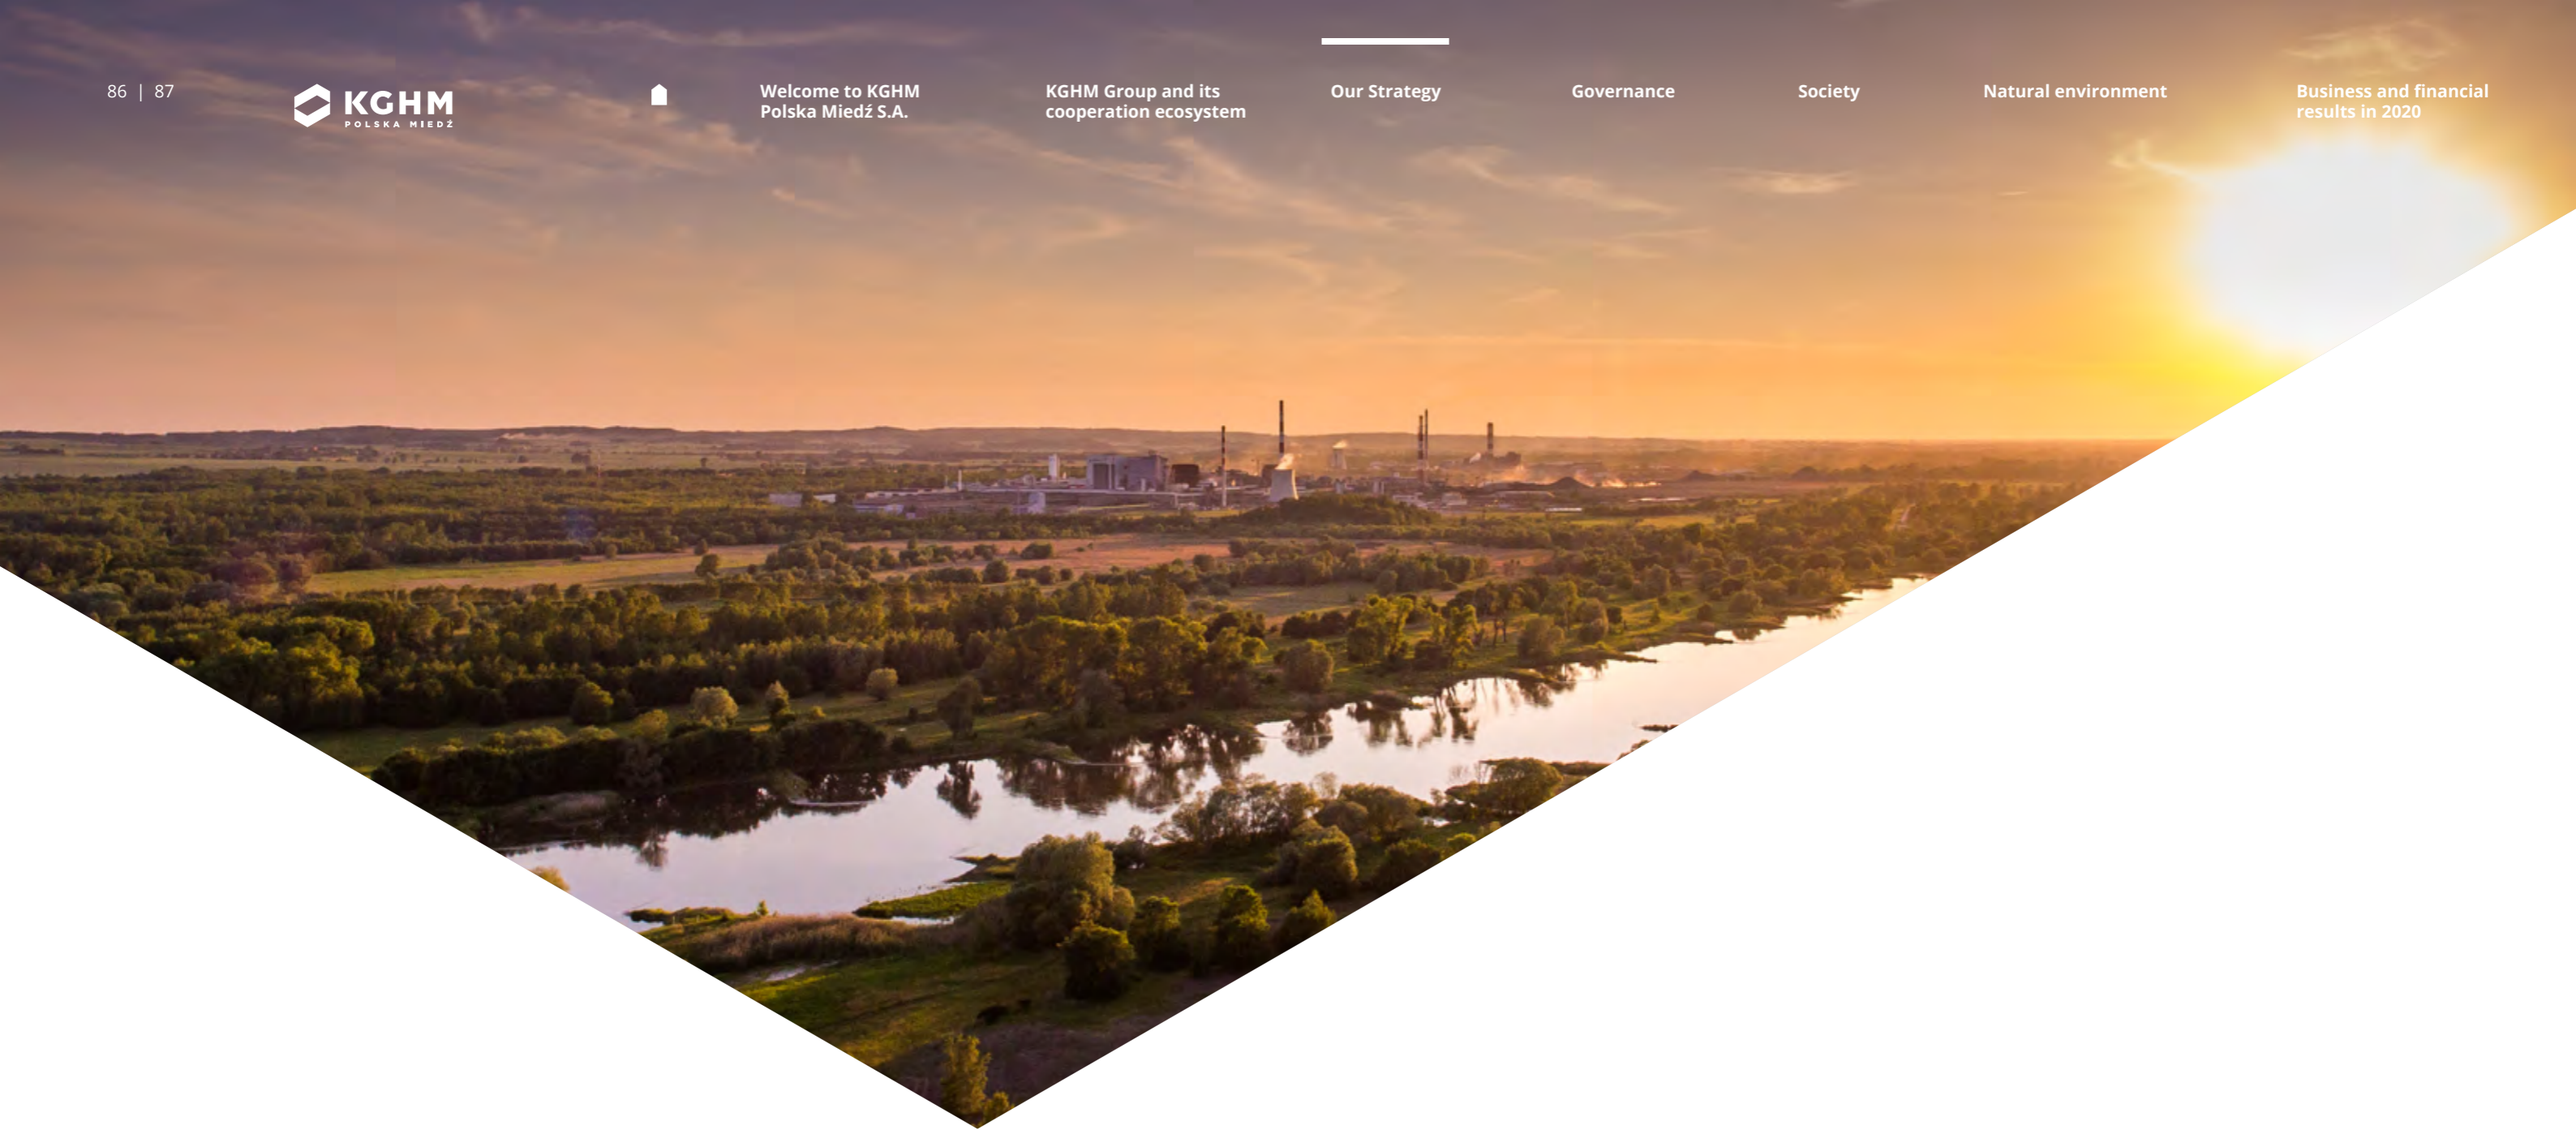 86 | 87
KGHM
POLSKA MIEDŹ
Welcome to KGHM
Polska Miedź S.A.
KGHM Group and its
cooperation ecosystem
Our Strategy
Governance
Society
Natural environment
Business and financial
results in 2020